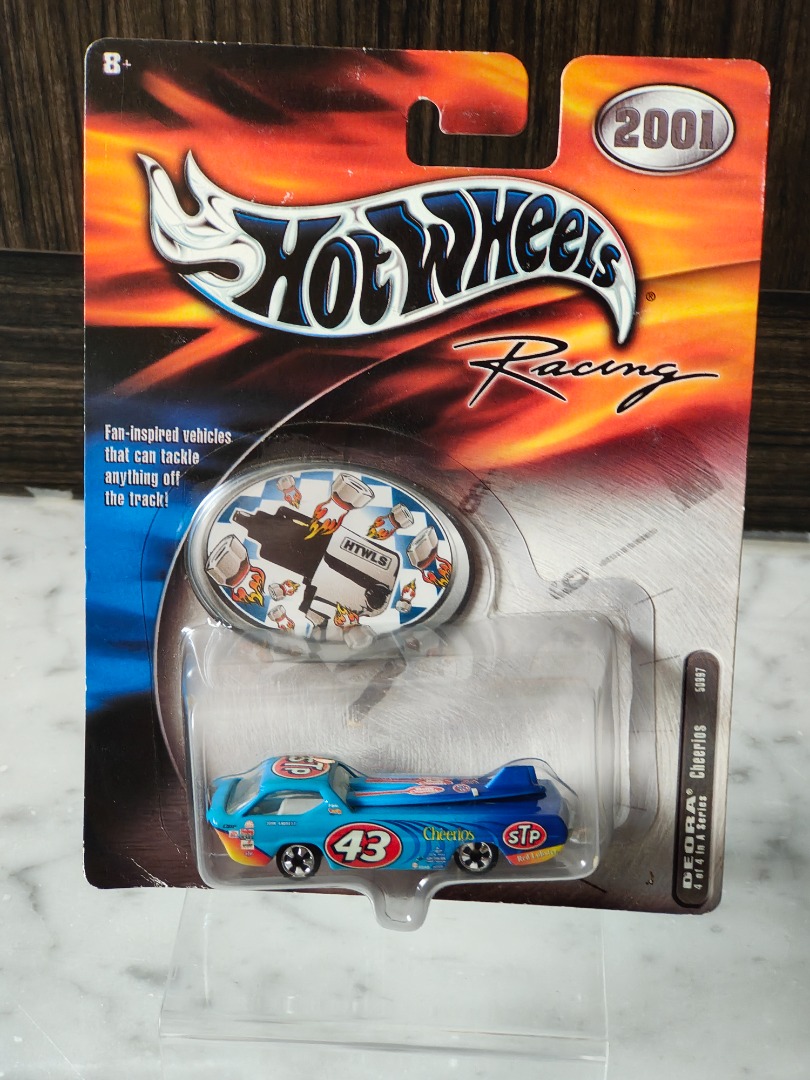 8+
2001
Hot Wheels®
Racing
Fan-inspired vehicles
that can tackle
anything off
the track!
HTWLS
50997
DEORA® Cheerios
4 of 4 in A Series
STP
43
Cheerios
STP